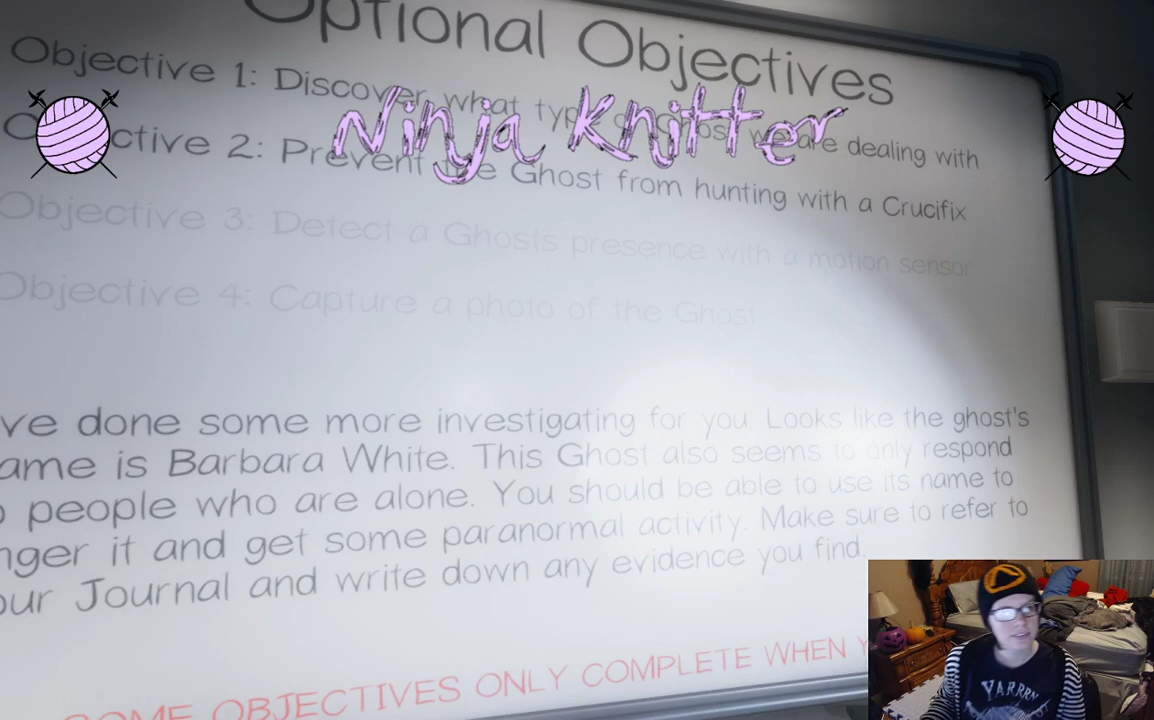 Optional Objectives
Objective 1: Discover what type are dealing with
Ninja Knitter
ctive 2: Prevent the Ghost from hunting with a Crucifix
Objective 3: Detect a Ghosts presence with a motion sensor
Objective 4: Capture a photo of the Ghost
ve done some more investigating for you. Looks like the ghost's
ame is Barbara White. This Ghost also seems to only respond
o people who are alone. You should be able to use its name to
nger it and get some paranormal activity. Make sure to refer to
our Journal and write down any evidence you find.
SOME OBJECTIVES ONLY COMPLETE WHEN Y
YARRRN